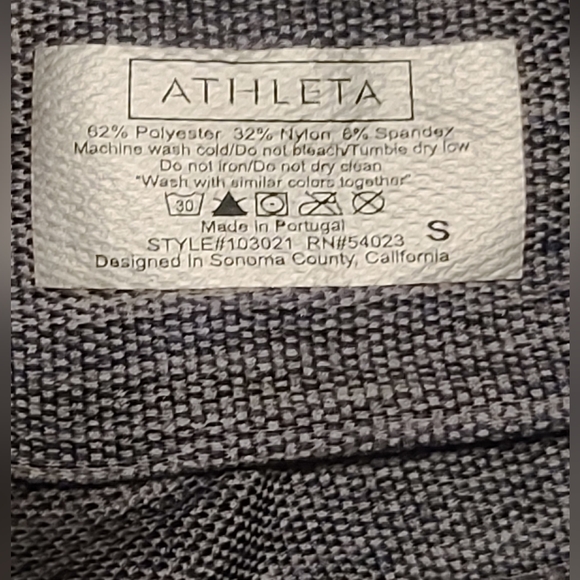 ATHLETA
62% Polyester 32% Nylon 6% Spandex
Machine wash cold/Do not bleach/Tumble dry low
Do not iron/Do not dry clean
"Wash with similar colors together"
30
Made in Portugal
STYLE#103021 RN#54023 S
Designed In Sonoma County, California